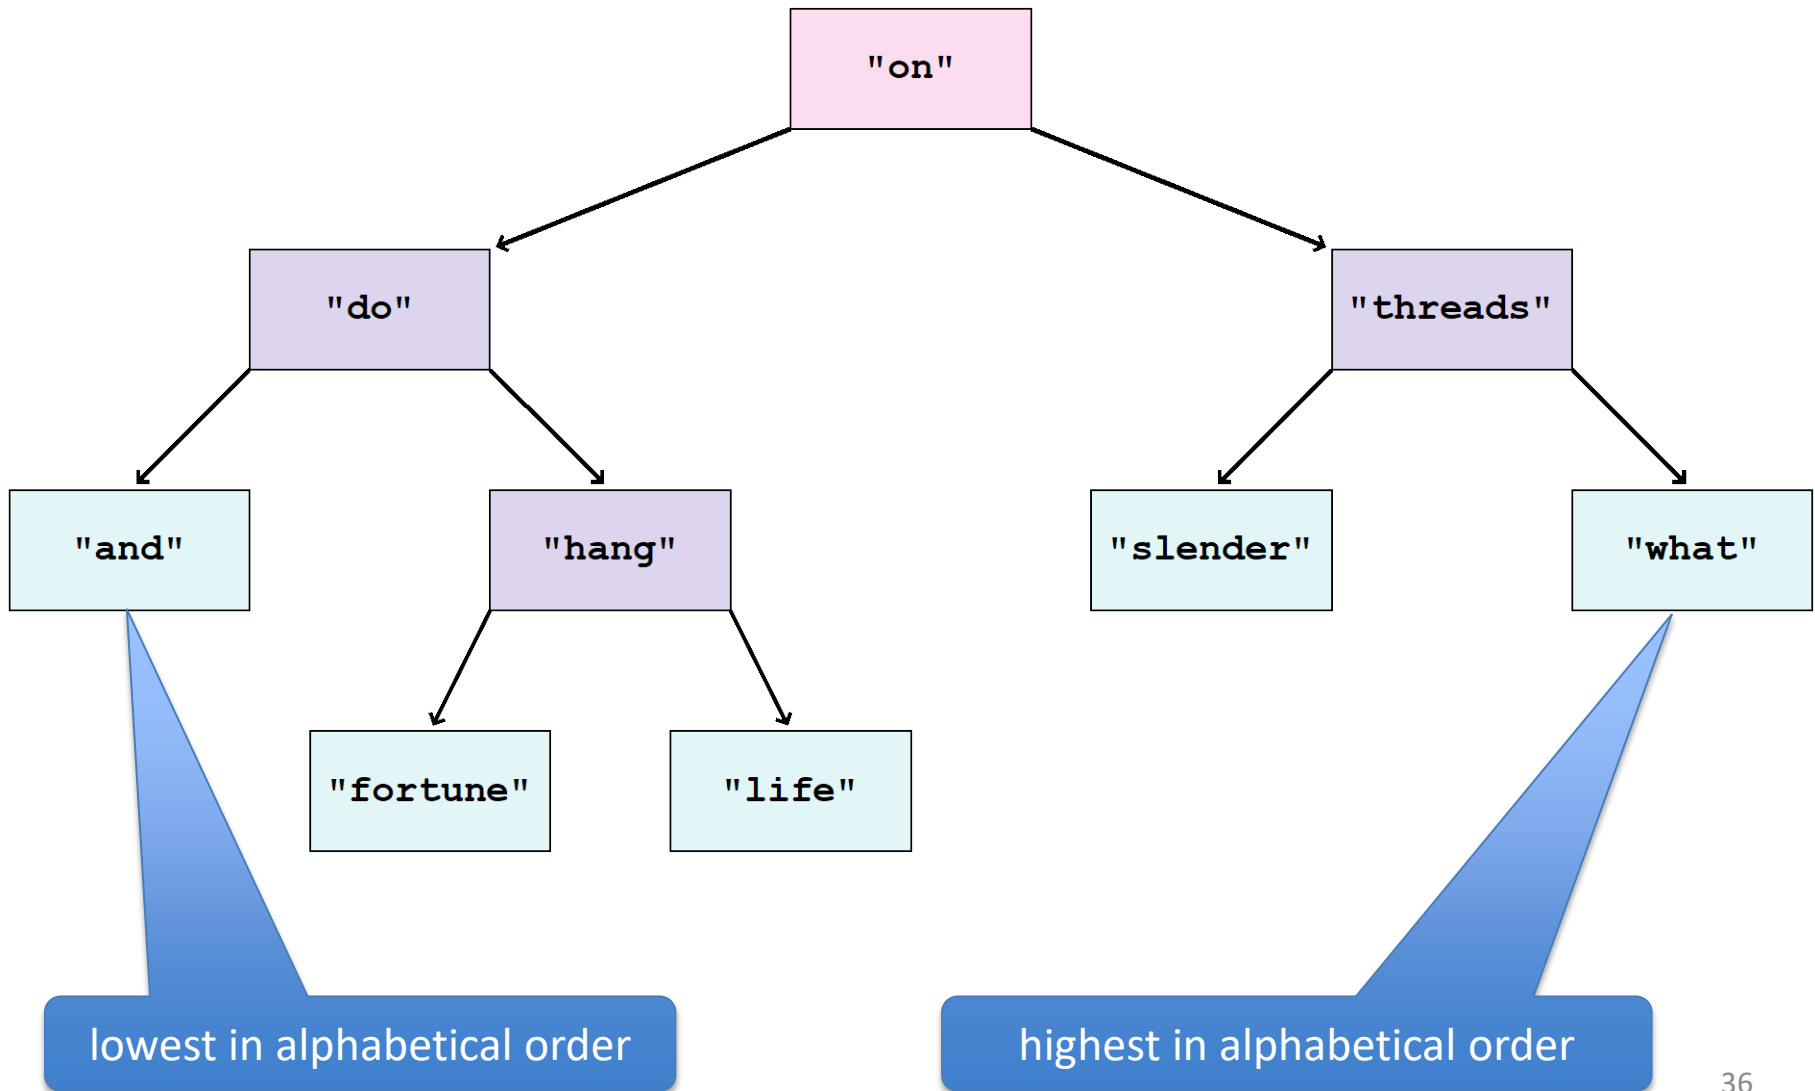 "on"
"do"
"threads"
"and"
"hang"
"slender"
"what"
"fortune"
"life"
lowest in alphabetical order
highest in alphabetical order
36